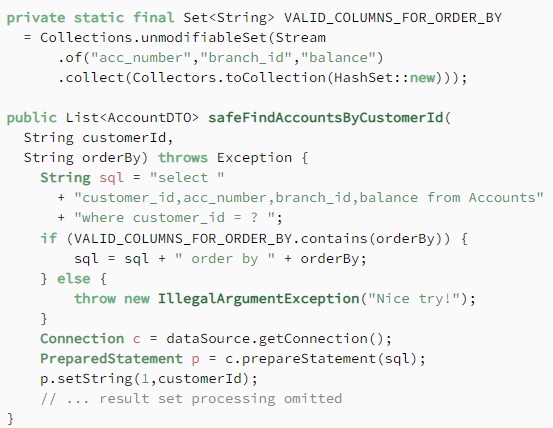 private static final Set<String> VALID_COLUMNS_FOR_ORDER_BY
  = Collections.unmodifiableSet(Stream
      .of("acc_number","branch_id","balance")
      .collect(Collectors.toCollection(HashSet::new)));

public List<AccountDTO> safeFindAccountsByCustomerId(
  String customerId,
  String orderBy) throws Exception {
    String sql = "select "
      + "customer_id,acc_number,branch_id,balance from Accounts"
      + "where customer_id = ? ";
    if (VALID_COLUMNS_FOR_ORDER_BY.contains(orderBy)) {
        sql = sql + " order by " + orderBy;
    } else {
        throw new IllegalArgumentException("Nice try!");
    }
    Connection c = dataSource.getConnection();
    PreparedStatement p = c.prepareStatement(sql);
    p.setString(1,customerId);
    // ... result set processing omitted
}